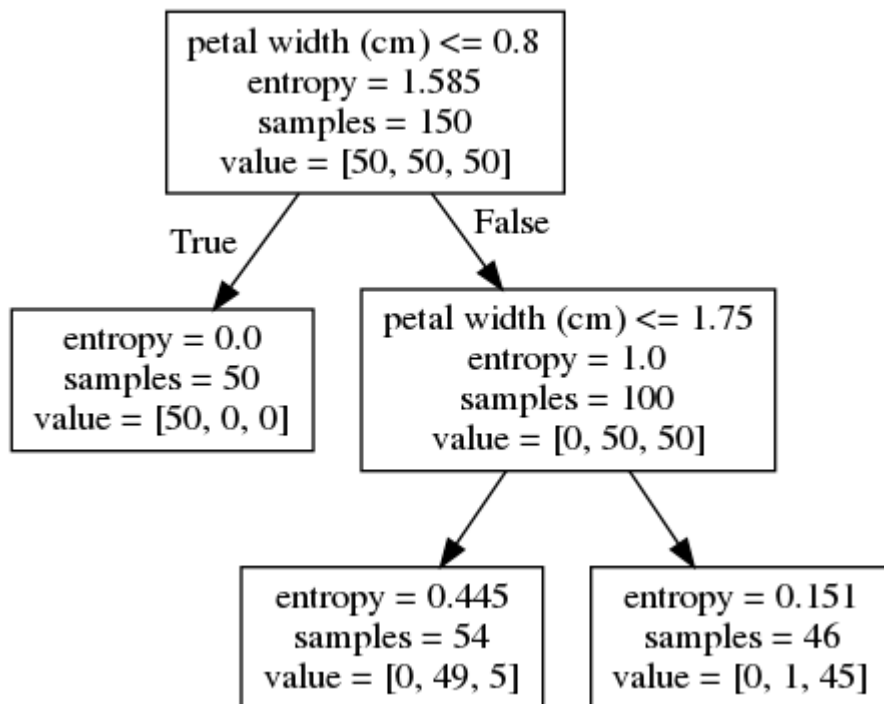 petal width (cm) <= 0.8
entropy = 1.585
samples = 150
value = [50, 50, 50]
True
False
entropy = 0.0
samples = 50
value = [50, 0, 0]
petal width (cm) <= 1.75
entropy = 1.0
samples = 100
value = [0, 50, 50]
entropy = 0.445
samples = 54
value = [0, 49, 5]
entropy = 0.151
samples = 46
value = [0, 1, 45]